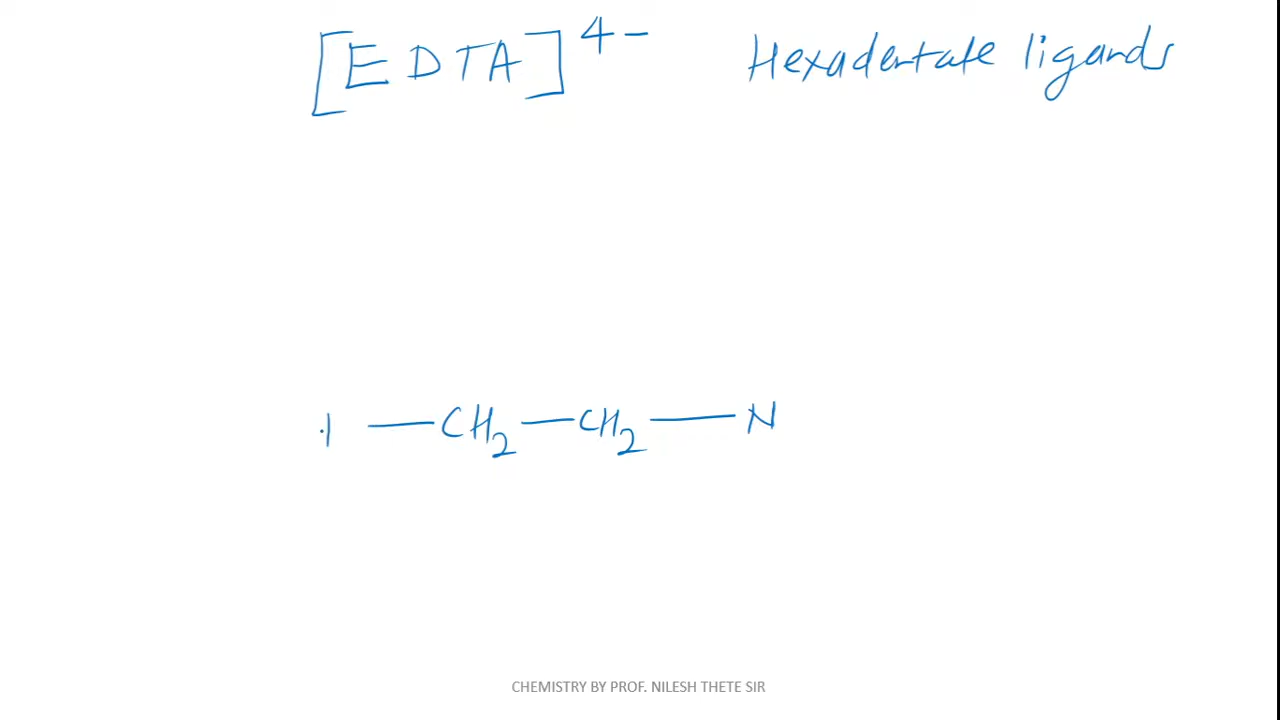 [EDTA]⁴⁻ Hexadentate ligands
—CH₂—CH₂—N
CHEMISTRY BY PROF. NILESH THETE SIR